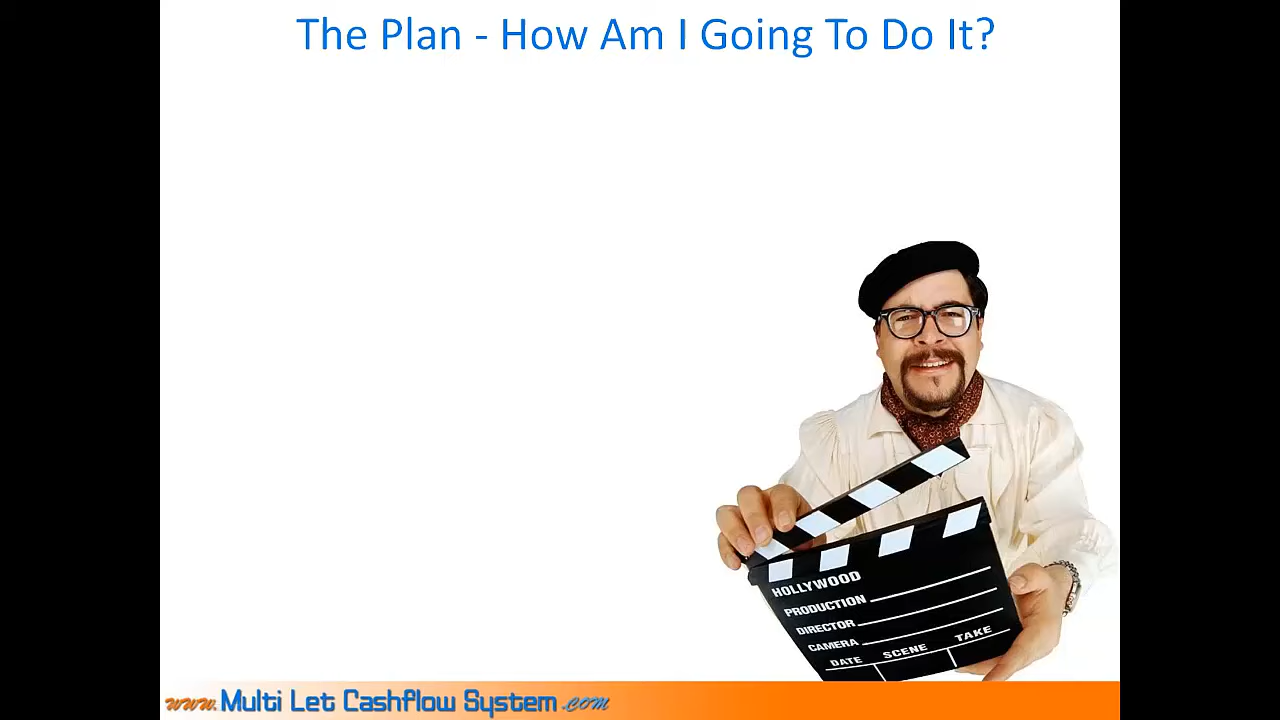 The Plan - How Am I Going To Do It?
HOLLYWOOD
PRODUCTION
DIRECTOR
CAMERA
DATE SCENE TAKE
www.Multi Let Cashflow System.com